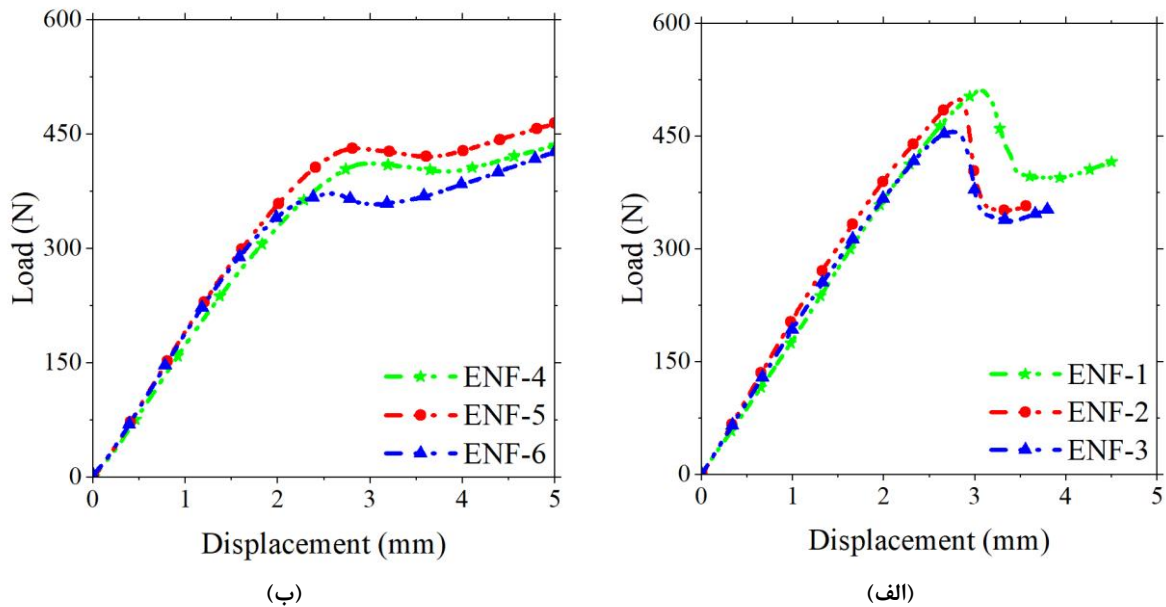 600
450
300
150
0
Load (N)
ENF-4
ENF-5
ENF-6
0 1 2 3 4 5
Displacement (mm)
(ب)
600
450
300
150
0
Load (N)
ENF-1
ENF-2
ENF-3
0 1 2 3 4 5
Displacement (mm)
(الف)